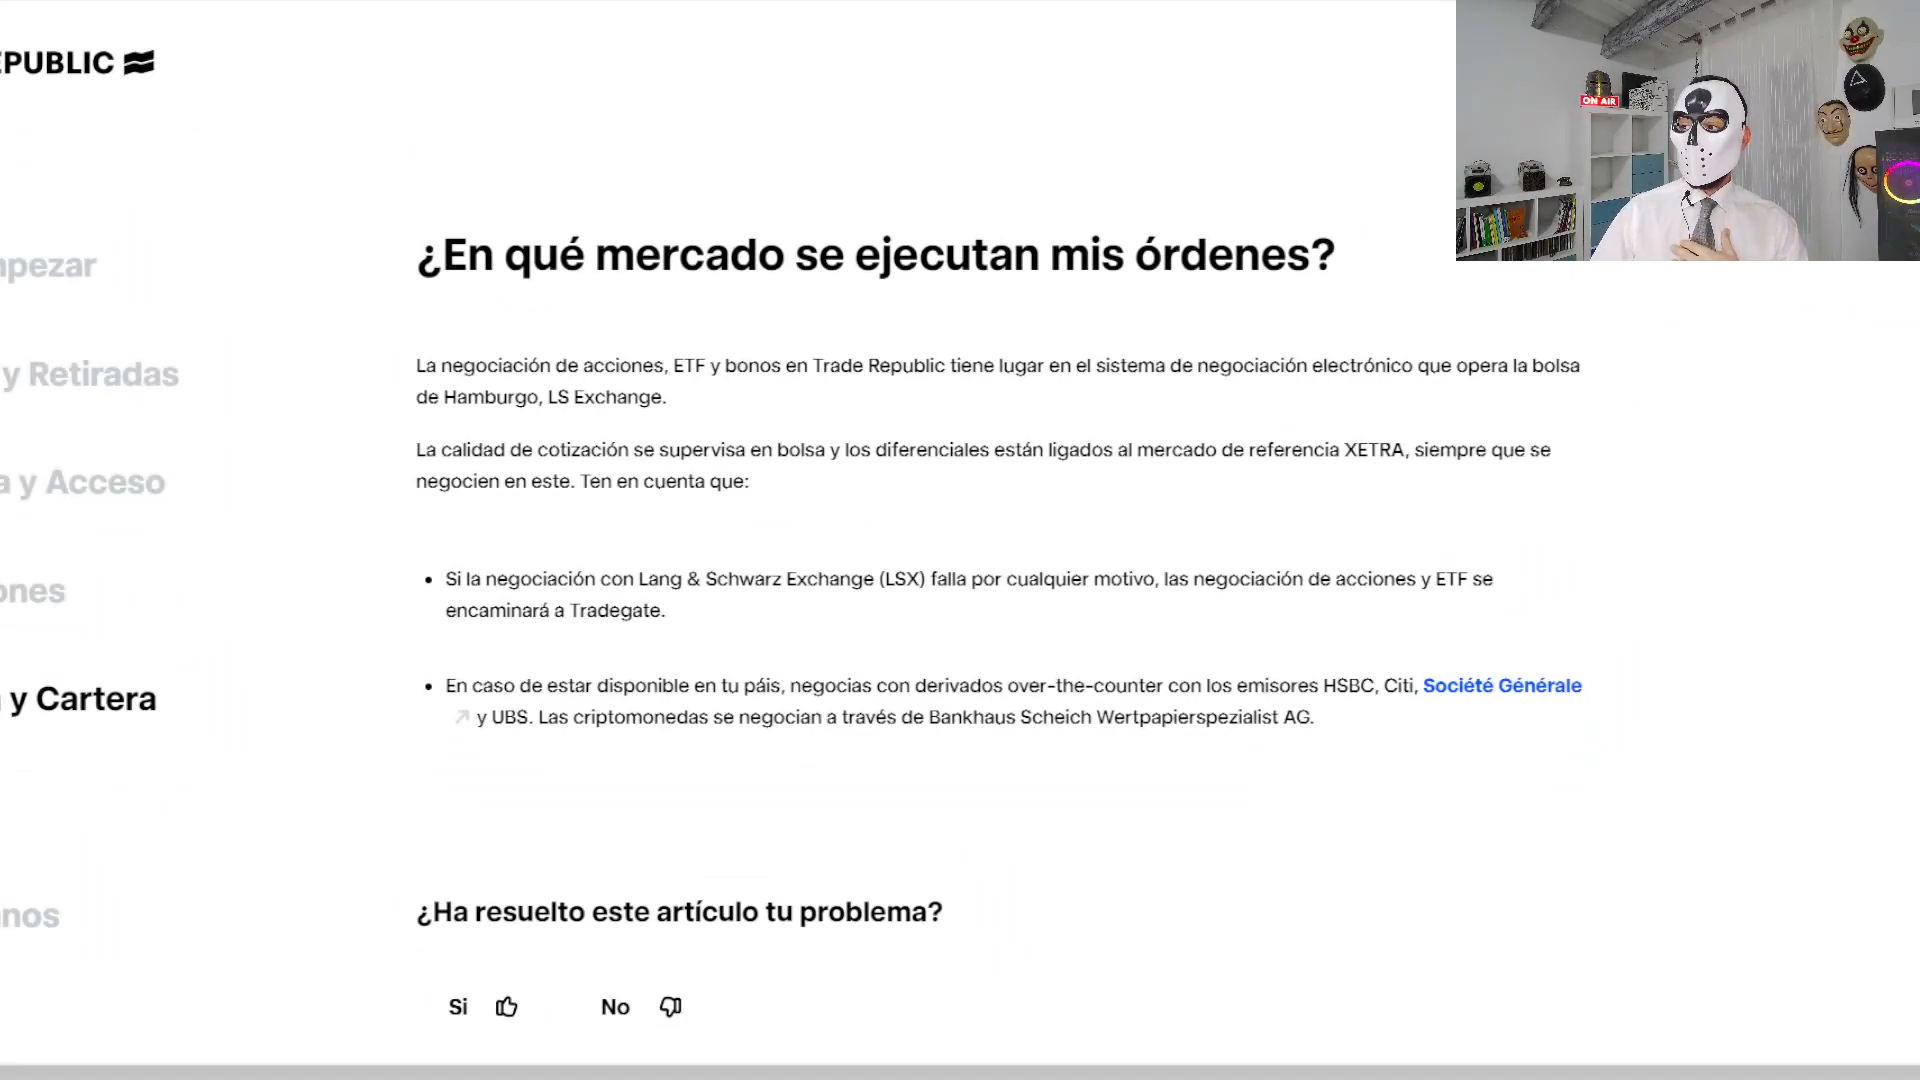 EPUBLIC
ON AIR
¿En qué mercado se ejecutan mis órdenes?
mpezar
La negociación de acciones, ETF y bonos en Trade Republic tiene lugar en el sistema de negociación electrónico que opera la bolsa
de Hamburgo, LS Exchange.
y Retiradas
La calidad de cotización se supervisa en bolsa y los diferenciales están ligados al mercado de referencia XETRA, siempre que se
negocien en este. Ten en cuenta que:
a y Acceso
Si la negociación con Lang & Schwarz Exchange (LSX) falla por cualquier motivo, las negociación de acciones y ETF se
encaminará a Tradegate.
ones
En caso de estar disponible en tu páis, negocias con derivados over-the-counter con los emisores HSBC, Citi, Société Générale
y UBS. Las criptomonedas se negocian a través de Bankhaus Scheich Wertpapierspezialist AG.
y Cartera
¿Ha resuelto este artículo tu problema?
nos
Si
No